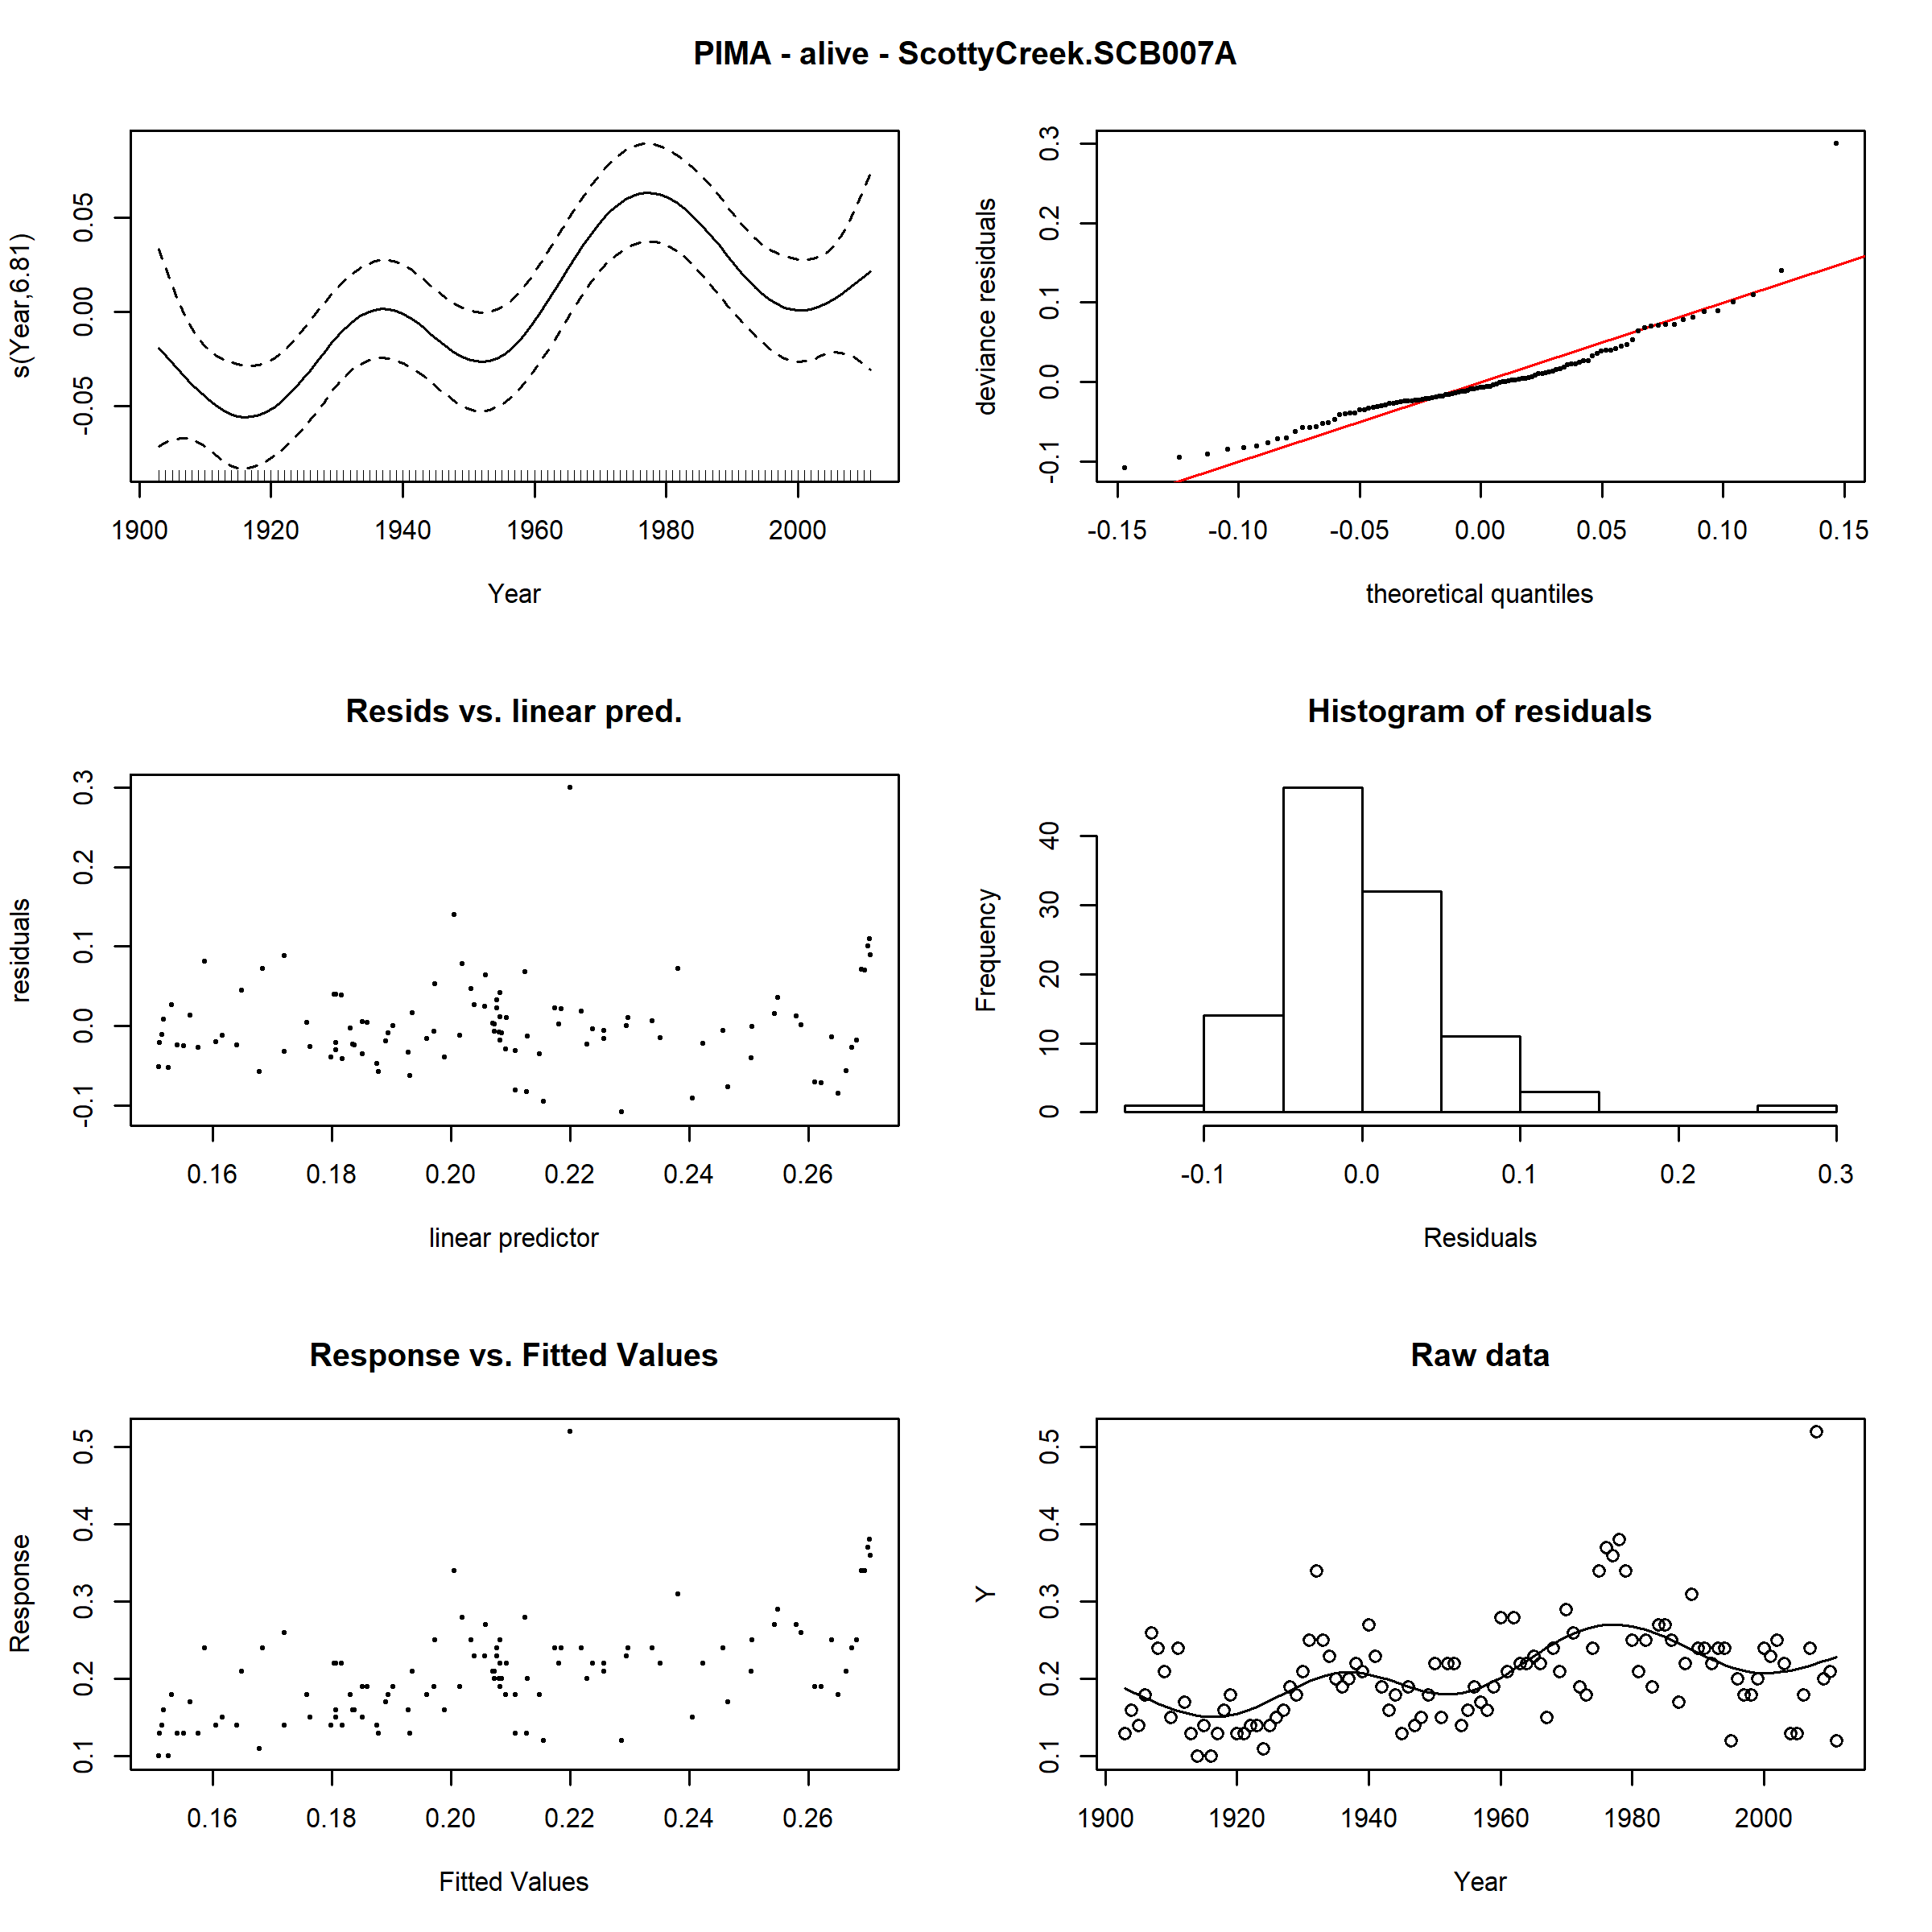 PIMA - alive - ScottyCreek.SCB007A
s(Year,6.81)
0.05
0.00
-0.05
1900 1920 1940 1960 1980 2000
Year
deviance residuals
0.3
0.2
0.1
0.0
-0.1
-0.15 -0.10 -0.05 0.00 0.05 0.10 0.15
theoretical quantiles
Resids vs. linear pred.
residuals
0.3
0.2
0.1
0.0
-0.1
0.16 0.18 0.20 0.22 0.24 0.26
linear predictor
Histogram of residuals
Frequency
40
30
20
10
0
-0.1 0.0 0.1 0.2 0.3
Residuals
Response vs. Fitted Values
Response
0.5
0.4
0.3
0.2
0.1
0.16 0.18 0.20 0.22 0.24 0.26
Fitted Values
Raw data
Y
0.5
0.4
0.3
0.2
0.1
1900 1920 1940 1960 1980 2000
Year